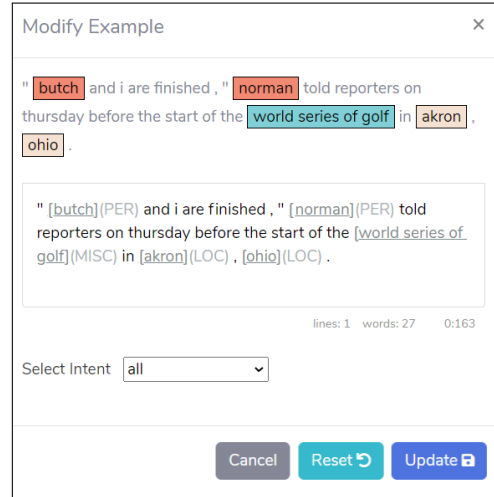 Modify Example ×
" butch and i are finished , " norman told reporters on
thursday before the start of the world series of golf in akron ,
ohio .
" [butch](PER) and i are finished , " [norman](PER) told
reporters on thursday before the start of the [world series of
golf](MISC) in [akron](LOC) , [ohio](LOC) .
lines: 1 words: 27 0:163
Select Intent all
Cancel Reset Update